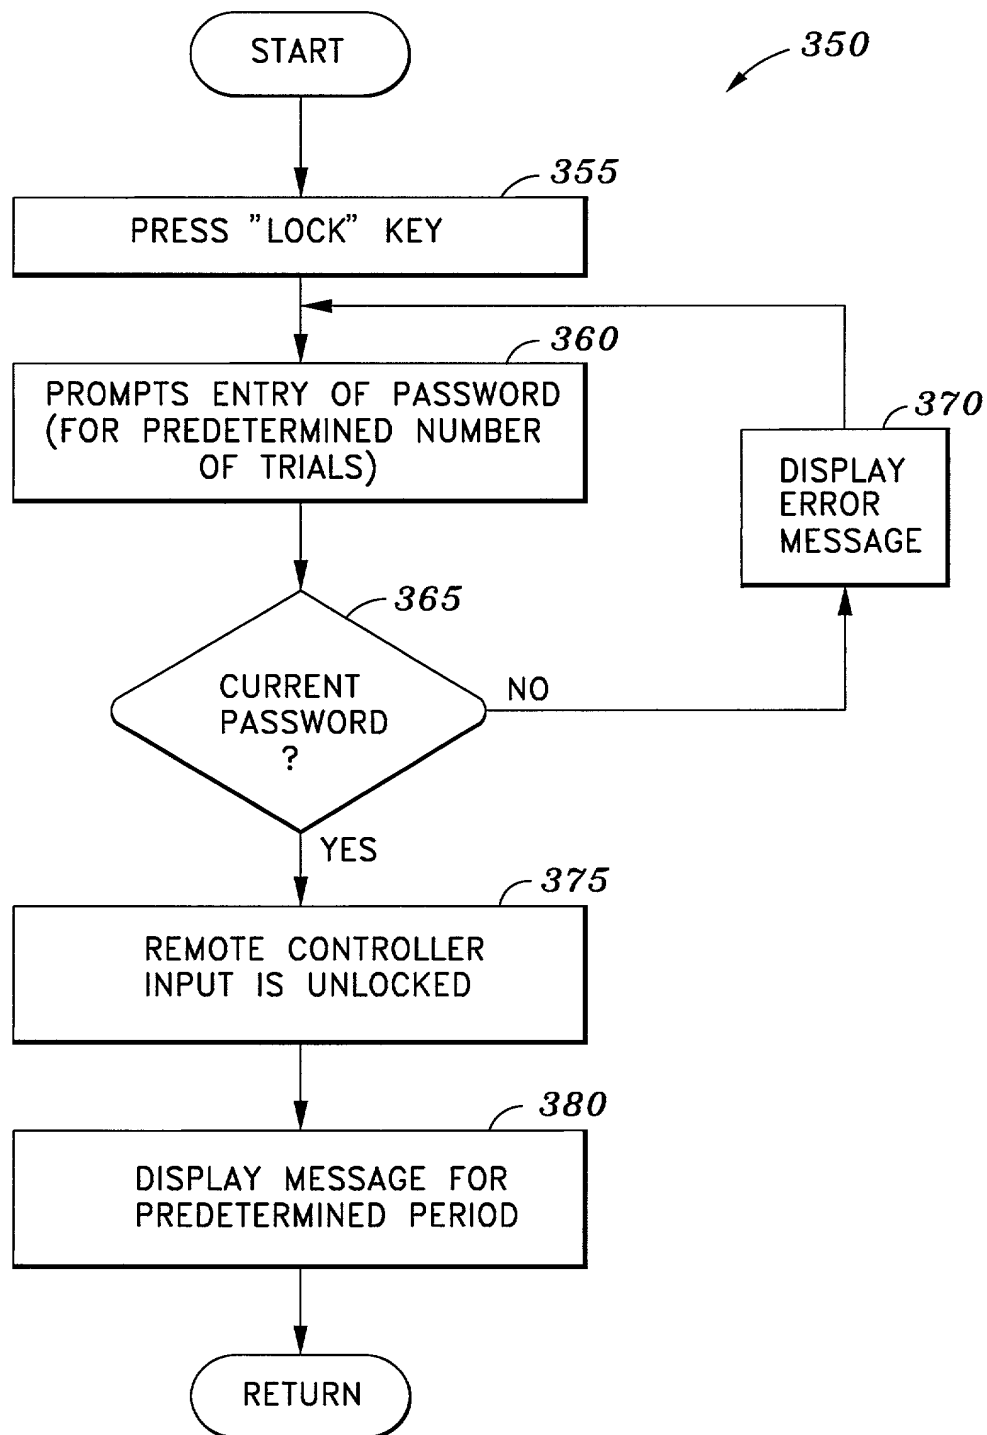 START
350
355
PRESS "LOCK" KEY
360
PROMPTS ENTRY OF PASSWORD
(FOR PREDETERMINED NUMBER
OF TRIALS)
370
DISPLAY
ERROR
MESSAGE
365
CURRENT
PASSWORD
?
NO
YES
375
REMOTE CONTROLLER
INPUT IS UNLOCKED
380
DISPLAY MESSAGE FOR
PREDETERMINED PERIOD
RETURN